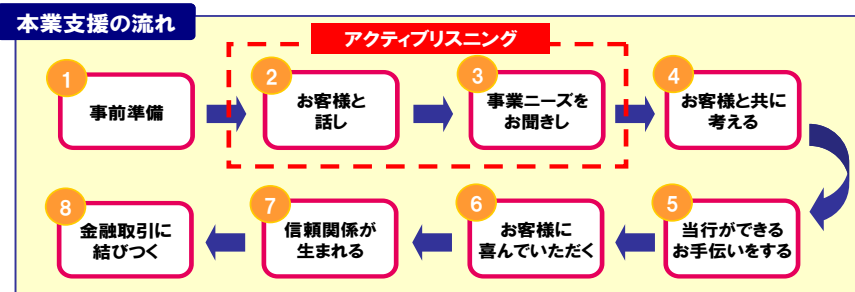 本業支援の流れ
アクティブリスニング
1
事前準備
2
お客様と
話し
3
事業ニーズを
お聞きし
4
お客様と共に
考える
5
当行ができる
お手伝いをする
6
お客様に
喜んでいただく
7
信頼関係が
生まれる
8
金融取引に
結びつく